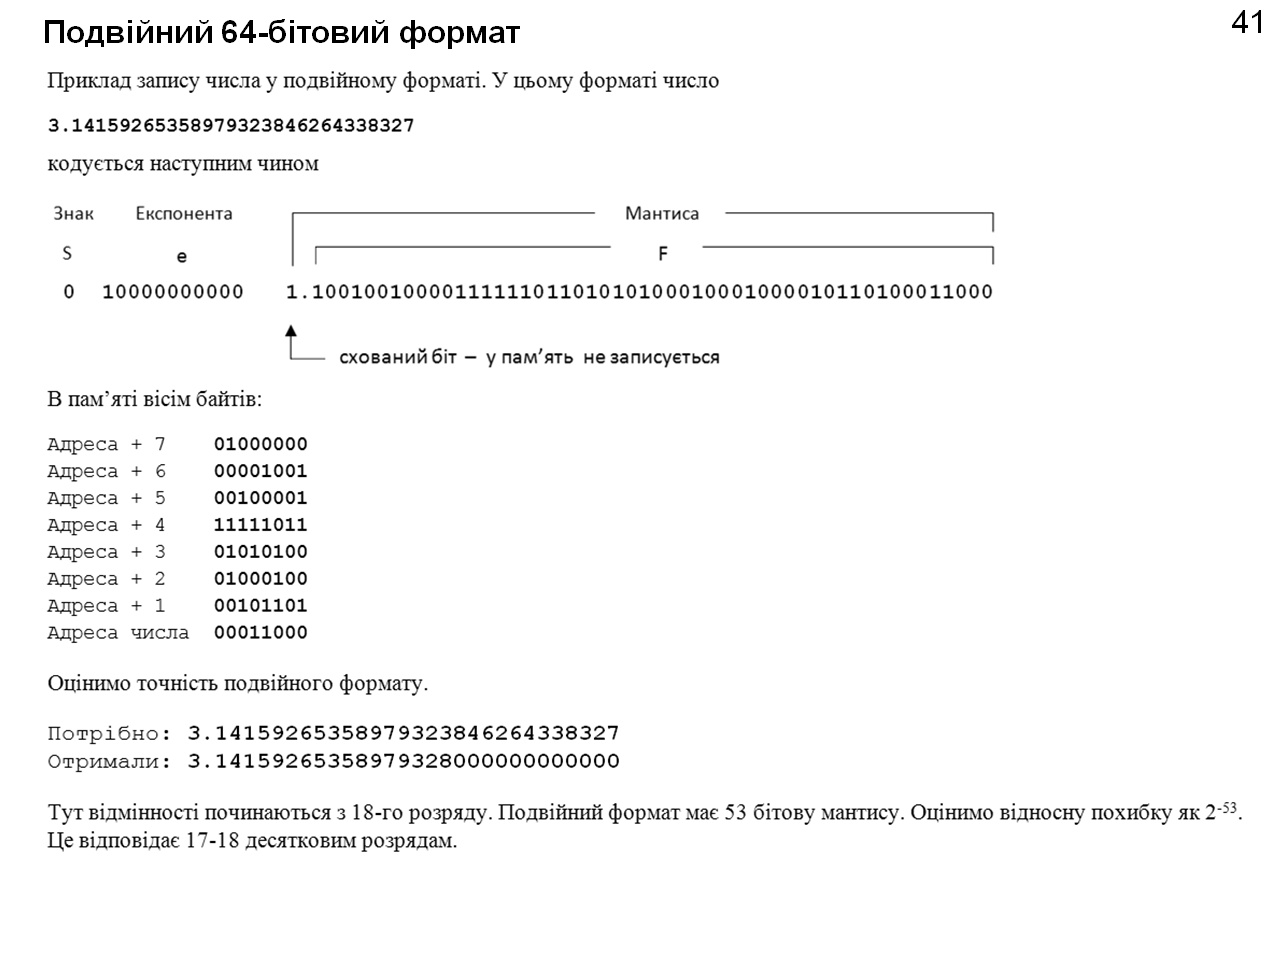 Подвійний 64-бітовий формат
41
Приклад запису числа у подвійному форматі. У цьому форматі число
3.14159265358979323846264338327
кодується наступним чином
Знак Експонента Мантиса
S e F
0 10000000000 1.1001001000011111101101010100010001000010110100011000
схований біт – у пам’ять не записується
В пам’яті вісім байтів:
Адреса + 7 01000000
Адреса + 6 00001001
Адреса + 5 00100001
Адреса + 4 11111011
Адреса + 3 01010100
Адреса + 2 01000100
Адреса + 1 00101101
Адреса числа 00011000
Оцінимо точність подвійного формату.
Потрібно: 3.14159265358979323846264338327
Отримали: 3.14159265358979328000000000000
Тут відмінності починаються з 18-го розряду. Подвійний формат має 53 бітову мантису. Оцінимо відносну похибку як 2-53.
Це відповідає 17-18 десятковим розрядам.